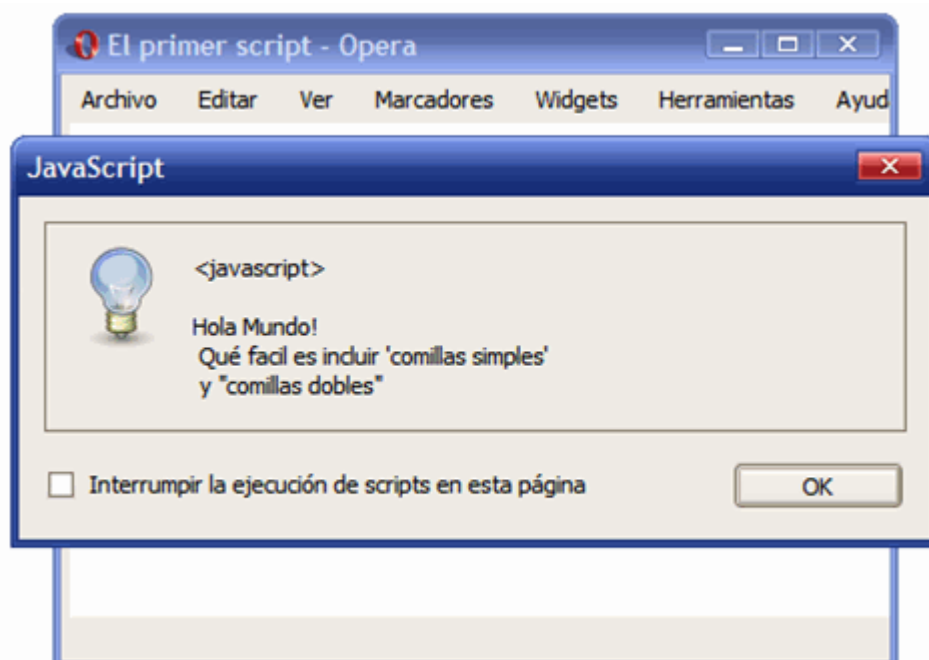 El primer script - Opera
Archivo Editar Ver Marcadores Widgets Herramientas Ayud
JavaScript
<javascript>
Hola Mundo!
Qué facil es incluir 'comillas simples'
y "comillas dobles"
Interrumpir la ejecución de scripts en esta página
OK